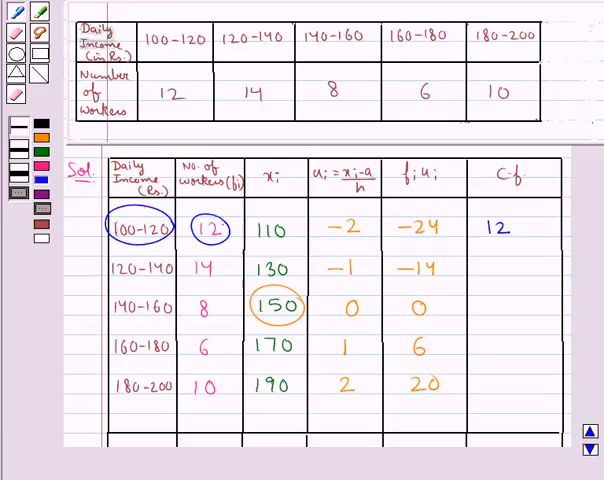 Daily Income (in Rs.) 100-120 120-140 140-160 160-180 180-200
Number of workers 12 14 8 6 10
Sol. Daily Income (Rs.) No. of workers (fi) xi ui = xi-a/h fi ui C.f
100-120 12 110 -2 -24 12
120-140 14 130 -1 -14
140-160 8 150 0 0
160-180 6 170 1 6
180-200 10 190 2 20